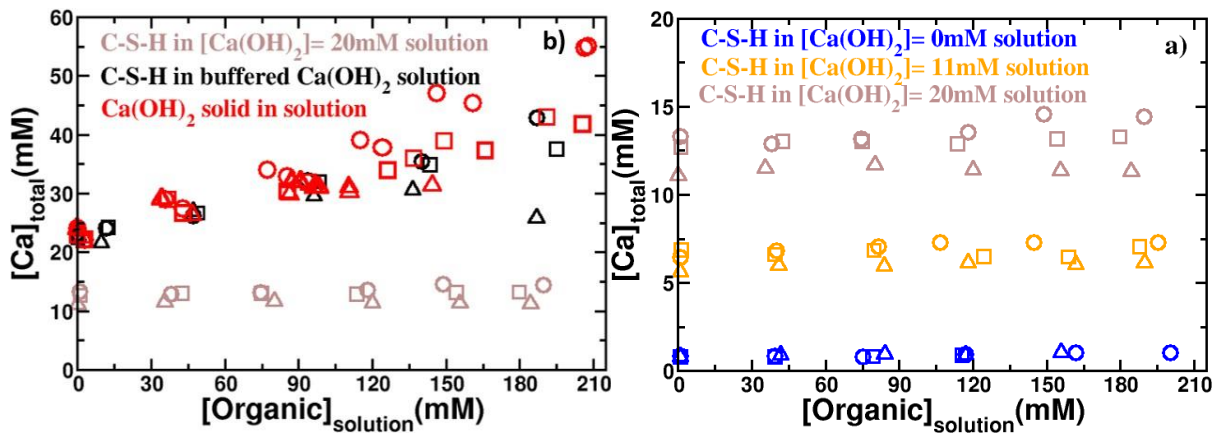 b)
C-S-H in [Ca(OH)2]= 20mM solution
C-S-H in buffered Ca(OH)2 solution
Ca(OH)2 solid in solution
60
50
40
30
20
10
0
[Ca]total(mM)
0 30 60 90 120 150 180 210
[Organic]solution(mM)
a)
C-S-H in [Ca(OH)2]= 0mM solution
C-S-H in [Ca(OH)2]= 11mM solution
C-S-H in [Ca(OH)2]= 20mM solution
20
15
10
5
0
[Ca]total(mM)
0 30 60 90 120 150 180 210
[Organic]solution(mM)